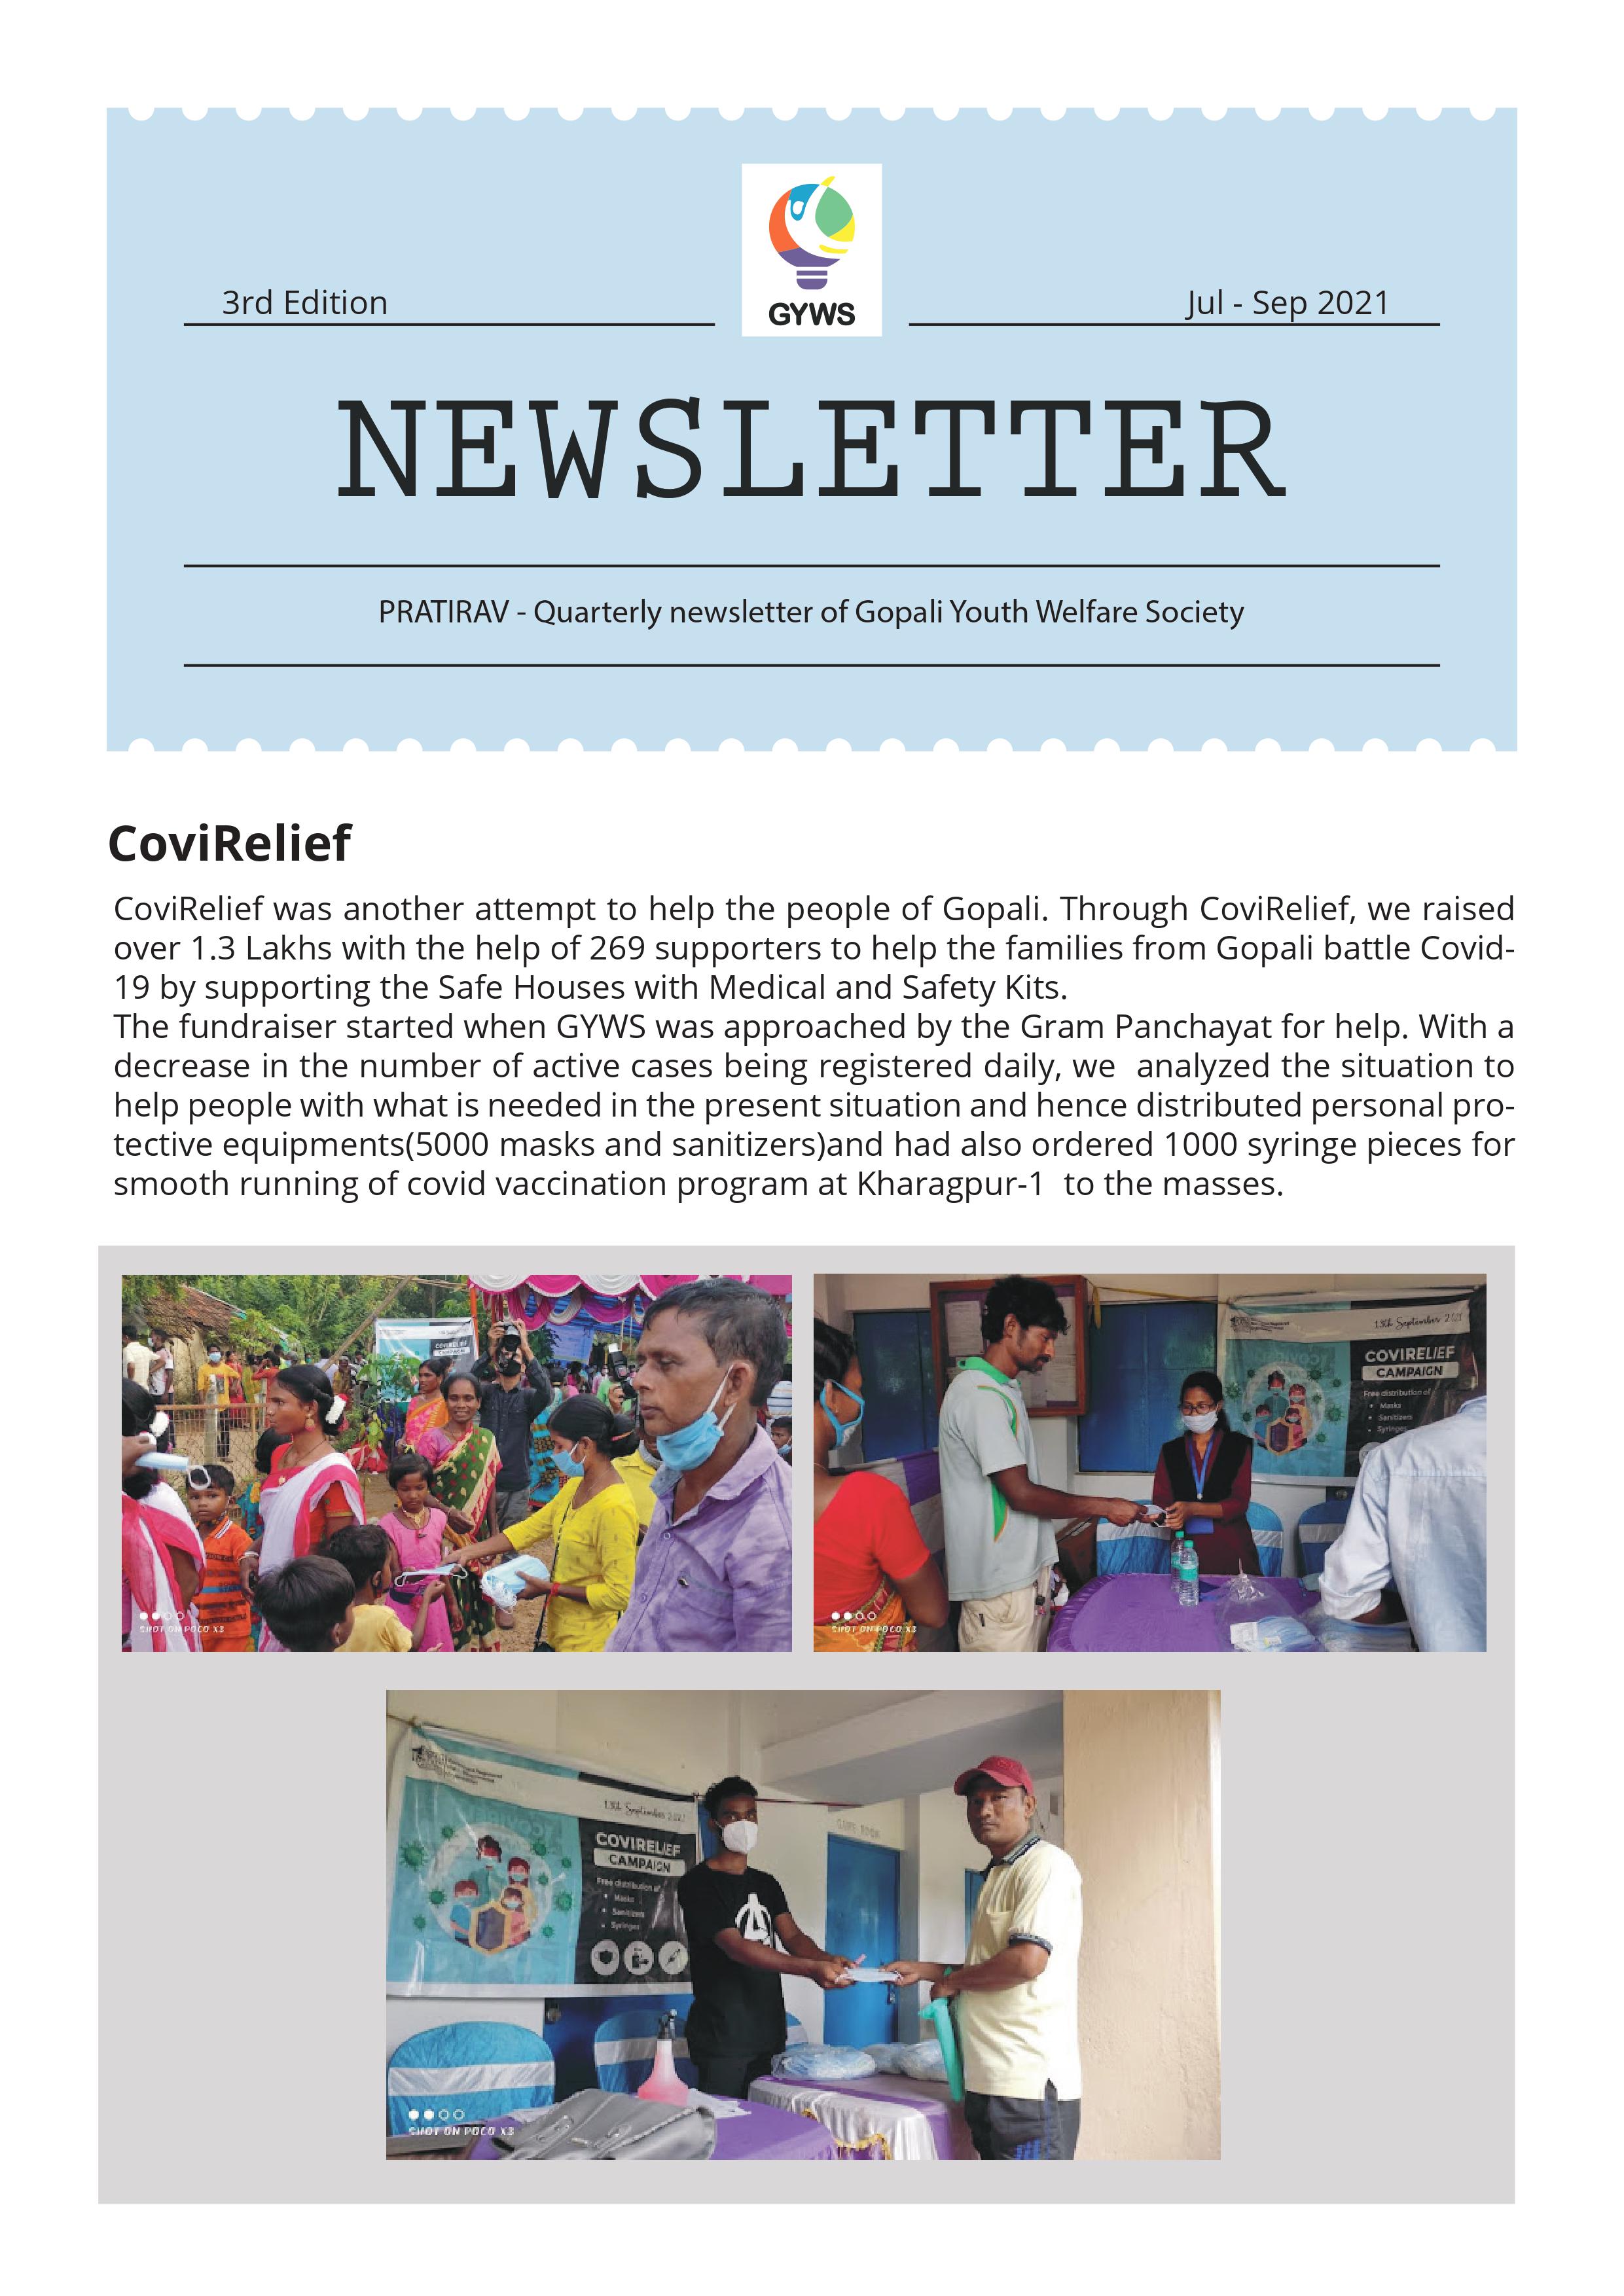 3rd Edition
GYWS
Jul - Sep 2021
NEWSLETTER
PRATIRAV - Quarterly newsletter of Gopali Youth Welfare Society
CoviRelief
CoviRelief was another attempt to help the people of Gopali. Through CoviRelief, we raised
over 1.3 Lakhs with the help of 269 supporters to help the families from Gopali battle Covid-
19 by supporting the Safe Houses with Medical and Safety Kits.
The fundraiser started when GYWS was approached by the Gram Panchayat for help. With a
decrease in the number of active cases being registered daily, we analyzed the situation to
help people with what is needed in the present situation and hence distributed personal pro-
tective equipments(5000 masks and sanitizers)and had also ordered 1000 syringe pieces for
smooth running of covid vaccination program at Kharagpur-1 to the masses.
COVIRELIEF
CAMPAIGN
SHOT ON POCO X3
13th September 2021
COVIRELIEF
CAMPAIGN
Free distribution of
• Masks
• Sanitizers
• Syringes
SHOT ON POCO X3
13th September 2021
COVIRELIEF
CAMPAIGN
Free distribution of
• Masks
• Sanitizers
• Syringes
SHOT ON POCO X3